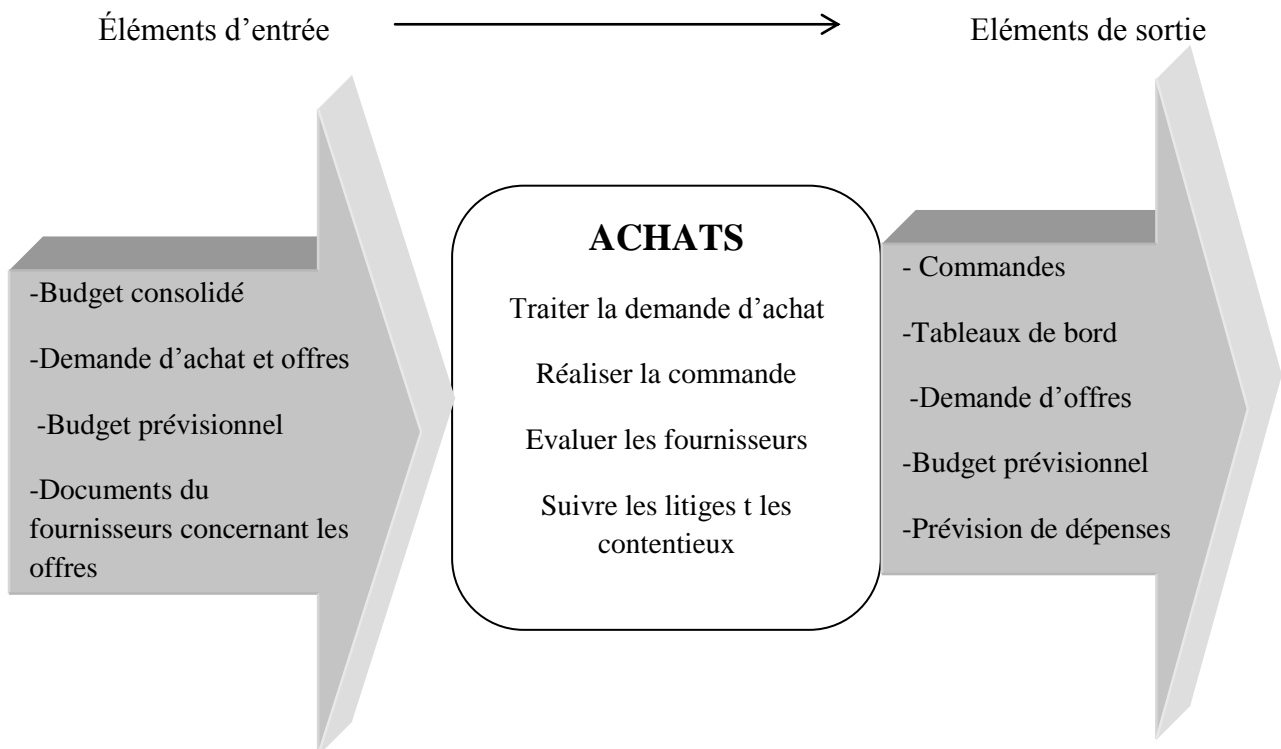 Éléments d’entrée
Eléments de sortie
-Budget consolidé
-Demande d’achat et offres
-Budget prévisionnel
-Documents du
fournisseurs concernant les
offres
ACHATS
Traiter la demande d’achat
Réaliser la commande
Evaluer les fournisseurs
Suivre les litiges t les
contentieux
- Commandes
-Tableaux de bord
-Demande d’offres
-Budget prévisionnel
-Prévision de dépenses